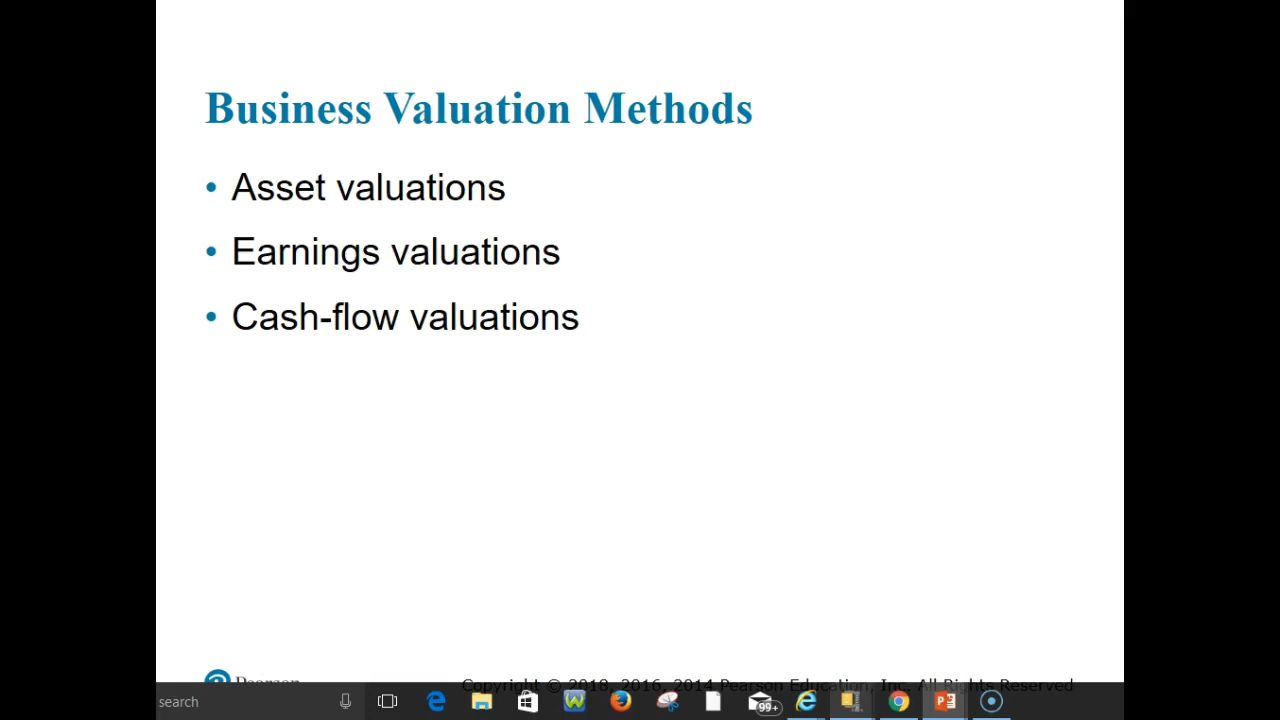 Business Valuation Methods
• Asset valuations
• Earnings valuations
• Cash-flow valuations
Pearson
Copyright © 2018, 2016, 2014 Pearson Education, Inc. All Rights Reserved
search
99+